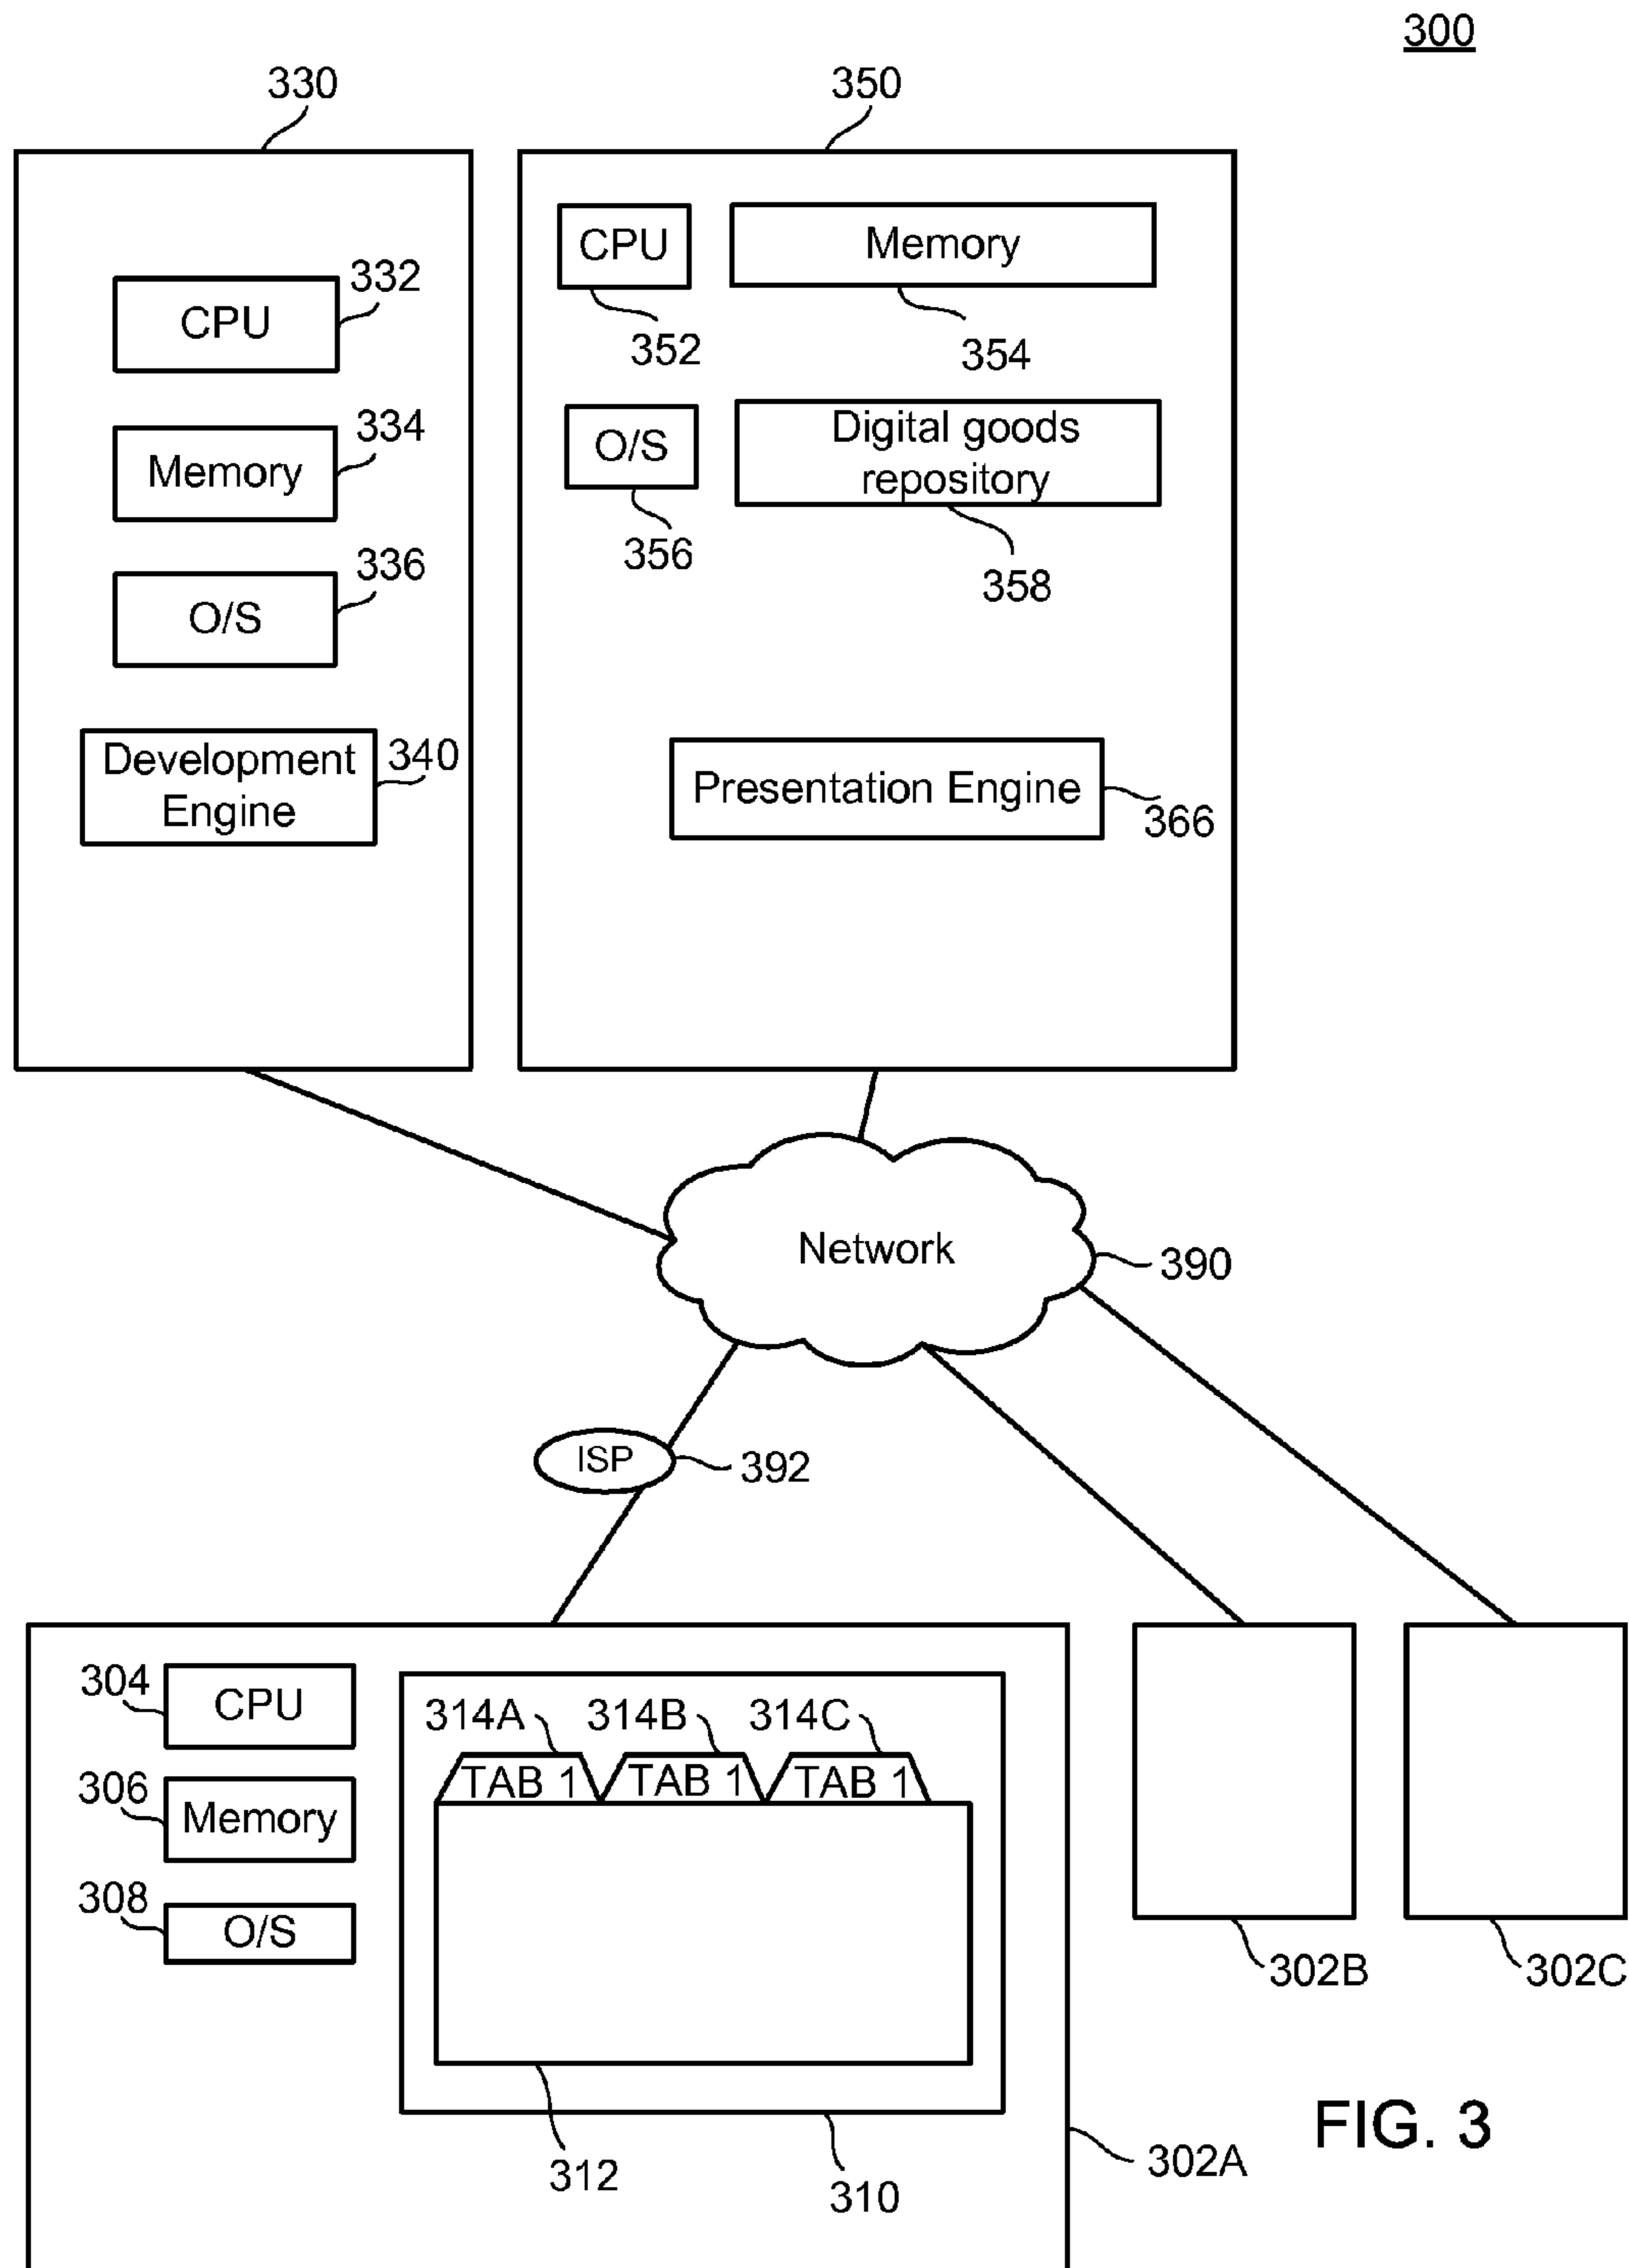 300
330
350
CPU
332
Memory
334
O/S
336
Development
Engine
340
CPU
352
Memory
354
O/S
356
Digital goods
repository
358
Presentation Engine
366
Network
390
ISP
392
304
CPU
306
Memory
308
O/S
314A
314B
314C
TAB 1
TAB 1
TAB 1
312
310
302A
302B
302C
FIG. 3